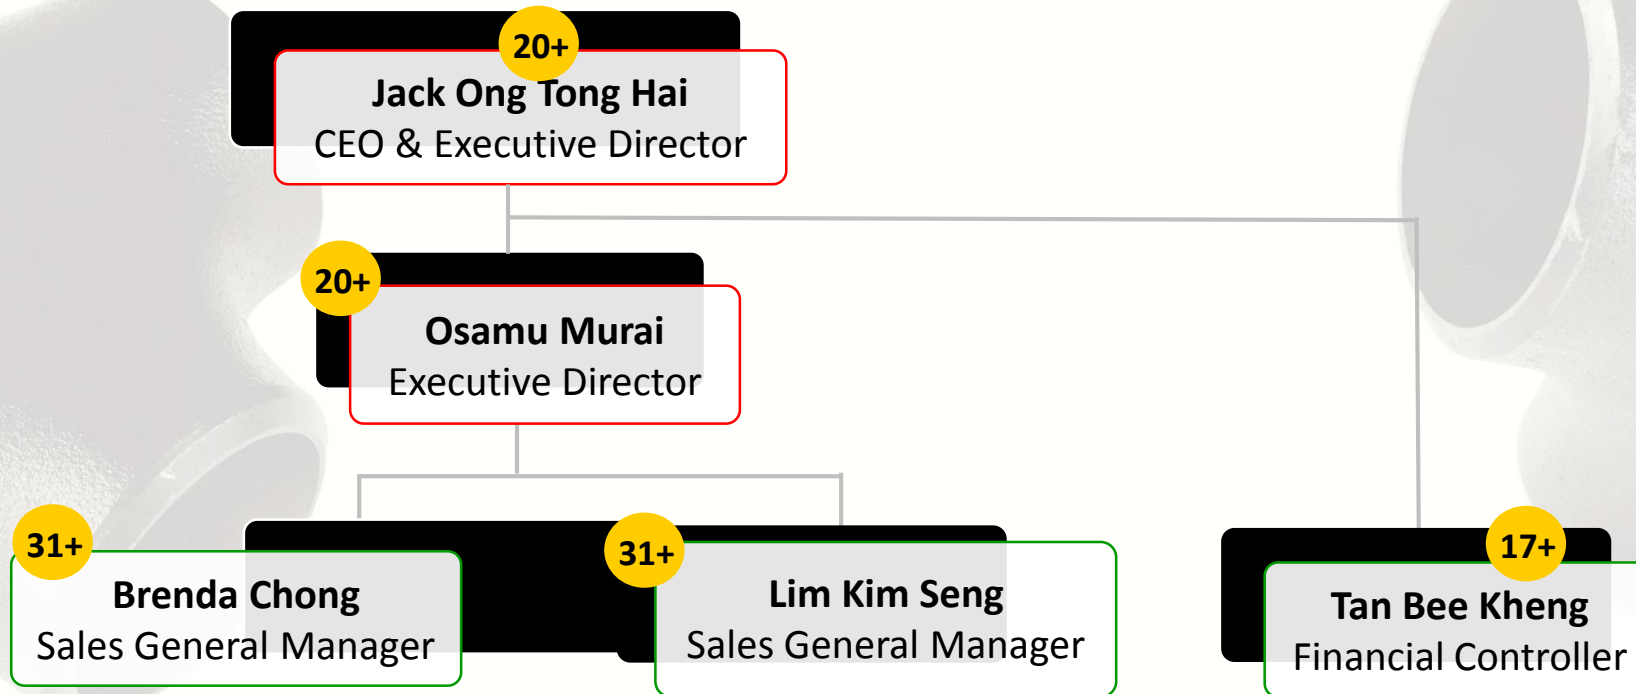 20+
Jack Ong Tong Hai
CEO & Executive Director
20+
Osamu Murai
Executive Director
31+
Brenda Chong
Sales General Manager
31+
Lim Kim Seng
Sales General Manager
17+
Tan Bee Kheng
Financial Controller